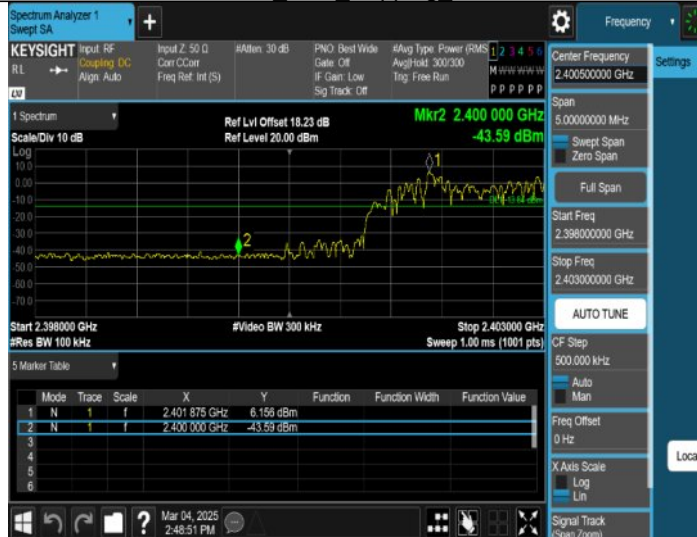 Spectrum Analyzer 1
Swept SA
Frequency
KEYSIGHT
RL
Input: RF
Coupling: DC
Align: Auto
Input Z: 50 Ω
Corr CCorr
Freq Ref: Int (S)
#Atten: 30 dB
PNO: Best Wide
Gate: Off
IF Gain: Low
Sig Track: Off
#Avg Type: Power (RMS
Avg|Hold: 300/300
Trig: Free Run
1 2 3 4 5 6
M W W W W W
P P P P P P
LXI
1 Spectrum
Scale/Div 10 dB
Ref Lvl Offset 18.23 dB
Ref Level 20.00 dBm
Mkr2 2.400 000 GHz
-43.59 dBm
Log
10.0
0.00
-10.0
-20.0
-30.0
-40.0
-50.0
-60.0
-70.0
1
2
Start 2.398000 GHz
#Res BW 100 kHz
#Video BW 300 kHz
Stop 2.403000 GHz
Sweep 1.00 ms (1001 pts)
5 Marker Table
Mode Trace Scale X Y Function Function Width Function Value
1 N 1 f 2.401 875 GHz 6.156 dBm
2 N 1 f 2.400 000 GHz -43.59 dBm
3
4
5
6
Mar 04, 2025
2:48:51 PM
Center Frequency
2.400500000 GHz
Settings
Span
5.00000000 MHz
Swept Span
Zero Span
Full Span
Start Freq
2.398000000 GHz
Stop Freq
2.403000000 GHz
AUTO TUNE
CF Step
500.000 kHz
Auto
Man
Freq Offset
0 Hz
X Axis Scale
Log
Lin
Loca
Signal Track
(Span Zoom)